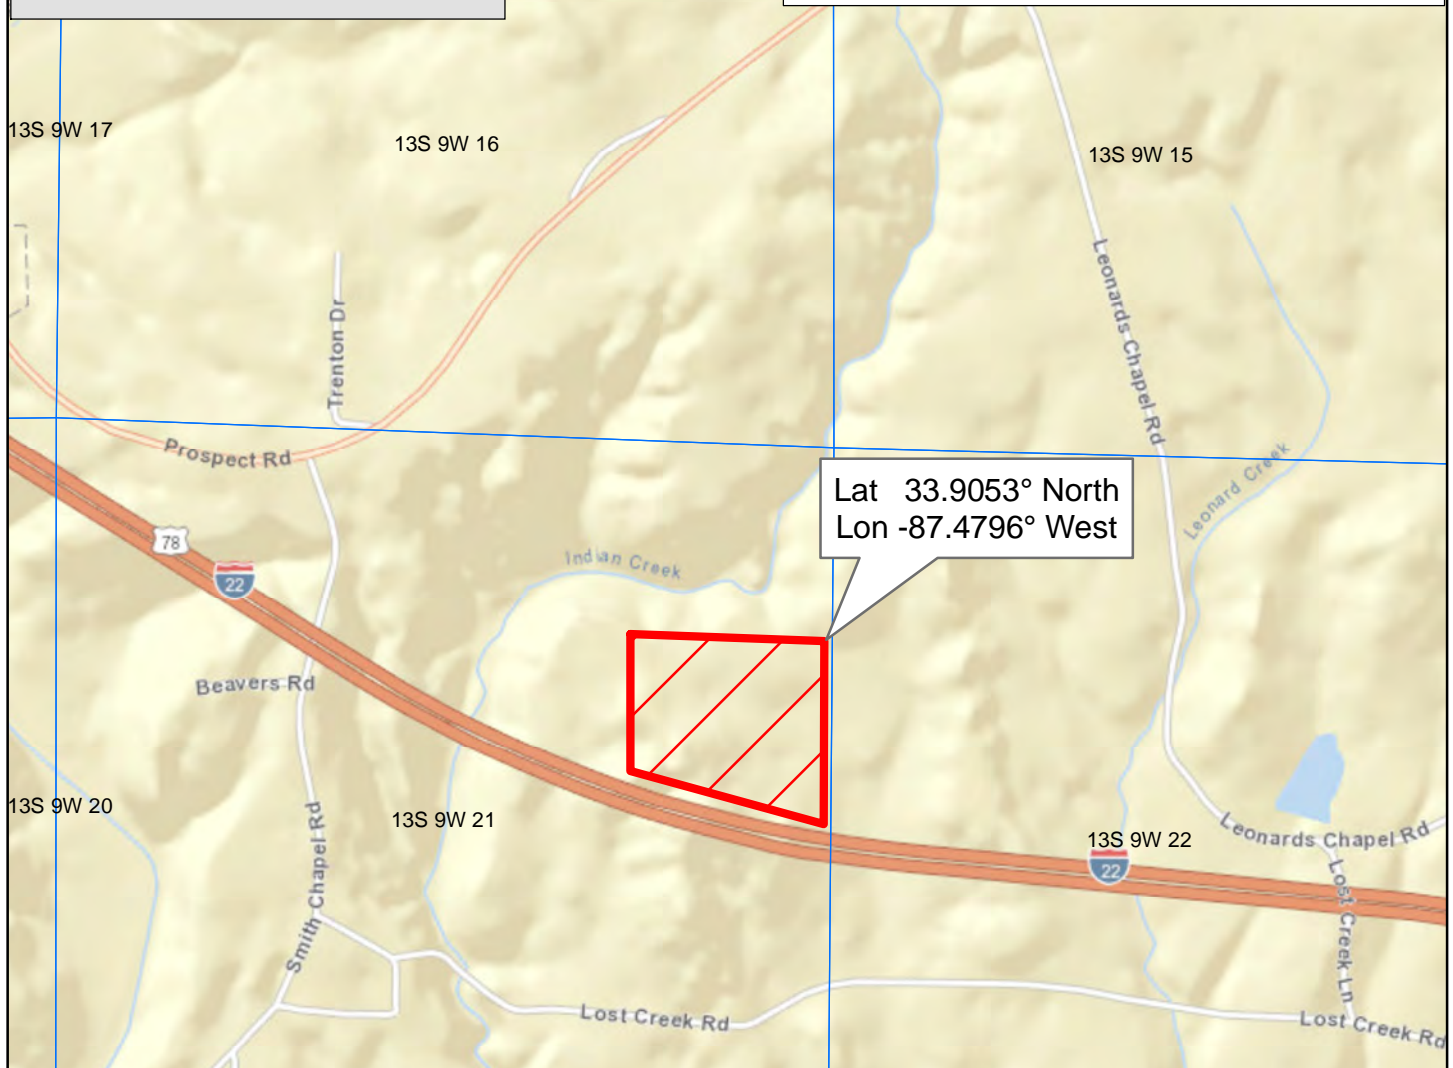 13S 9W 17
13S 9W 16
13S 9W 15
Leonards Chapel Rd
Trenton Dr
Prospect Rd
Leonard Creek
Lat 33.9053° North
Lon -87.4796° West
78
22
Indian Creek
Beavers Rd
13S 9W 20
13S 9W 21
13S 9W 22
22
Leonards Chapel Rd
Smith Chapel Rd
Lost Creek Ln
Lost Creek Rd
Lost Creek Rd